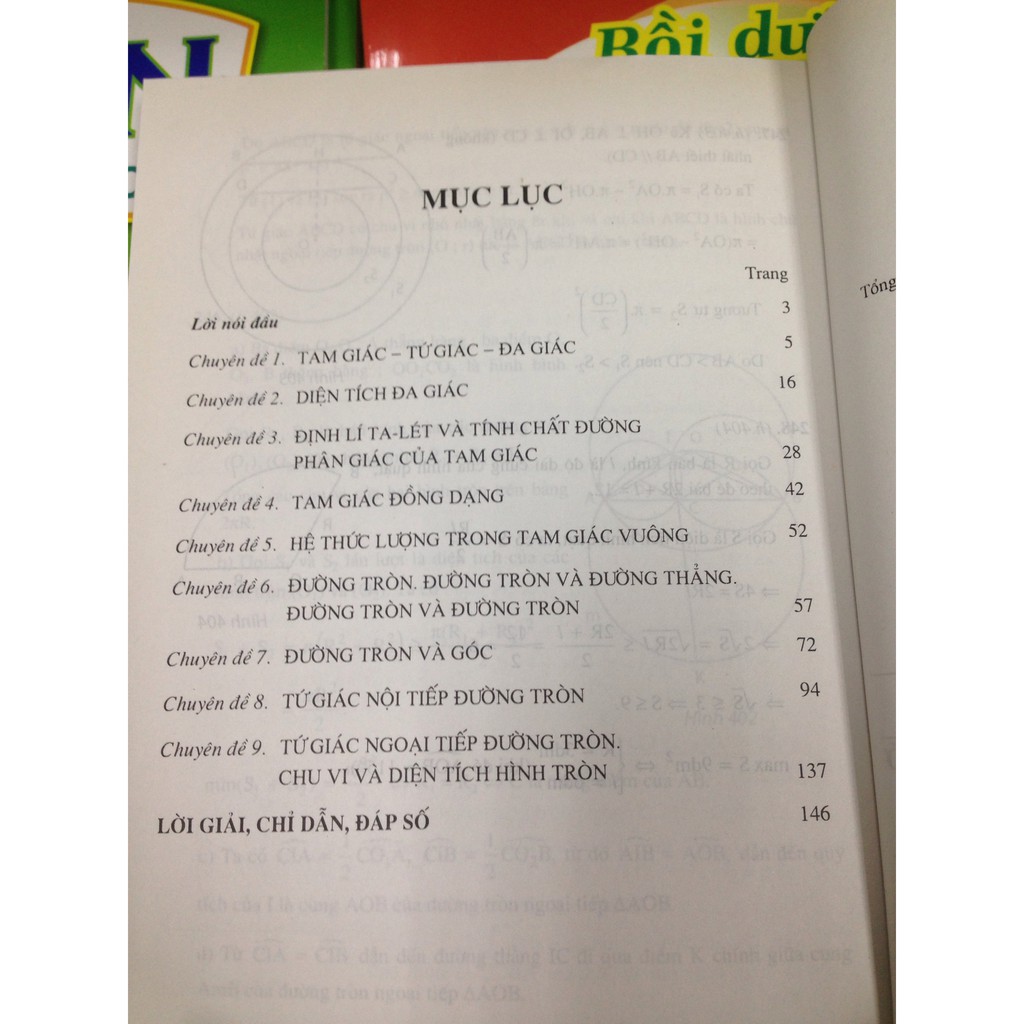 Bồi dư
MỤC LỤC
Trang
Lời nói đầu 3
Chuyên đề 1. TAM GIÁC – TỨ GIÁC – ĐA GIÁC 5
Chuyên đề 2. DIỆN TÍCH ĐA GIÁC 16
Chuyên đề 3. ĐỊNH LÍ TA-LÉT VÀ TÍNH CHẤT ĐƯỜNG
PHÂN GIÁC CỦA TAM GIÁC 28
Chuyên đề 4. TAM GIÁC ĐỒNG DẠNG 42
Chuyên đề 5. HỆ THỨC LƯỢNG TRONG TAM GIÁC VUÔNG 52
Chuyên đề 6. ĐƯỜNG TRÒN. ĐƯỜNG TRÒN VÀ ĐƯỜNG THẲNG.
ĐƯỜNG TRÒN VÀ ĐƯỜNG TRÒN 57
Chuyên đề 7. ĐƯỜNG TRÒN VÀ GÓC 72
Chuyên đề 8. TỨ GIÁC NỘI TIẾP ĐƯỜNG TRÒN 94
Chuyên đề 9. TỨ GIÁC NGOẠI TIẾP ĐƯỜNG TRÒN.
CHU VI VÀ DIỆN TÍCH HÌNH TRÒN 137
LỜI GIẢI, CHỈ DẪN, ĐÁP SỐ 146
Tổng